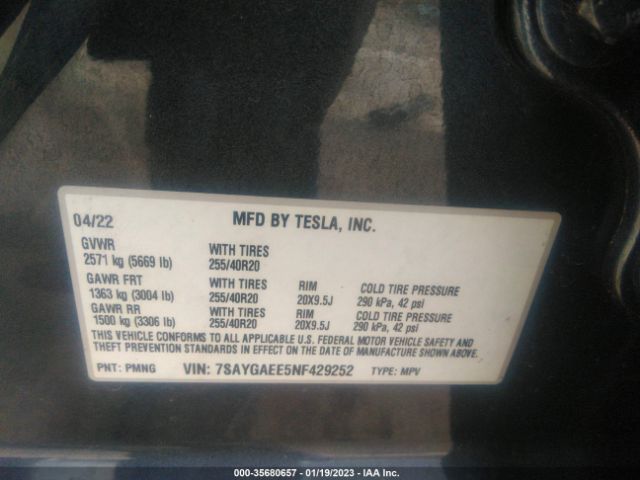 04/22 MFD BY TESLA, INC.
GVWR
2571 kg (5669 lb)
WITH TIRES
255/40R20
GAWR FRT WITH TIRES RIM COLD TIRE PRESSURE
1363 kg (3004 lb) 255/40R20 20X9.5J 290 kPa, 42 psi
GAWR RR WITH TIRES RIM COLD TIRE PRESSURE
1500 kg (3306 lb) 255/40R20 20X9.5J 290 kPa, 42 psi
THIS VEHICLE CONFORMS TO ALL APPLICABLE U.S. FEDERAL MOTOR VEHICLE SAFETY AND
THEFT PREVENTION STANDARDS IN EFFECT ON THE DATE OF MANUFACTURE SHOWN ABOVE.
PNT: PMNG VIN: 7SAYGAEE5NF429252 TYPE: MPV
000-35680657 - 01/19/2023 - IAA Inc.